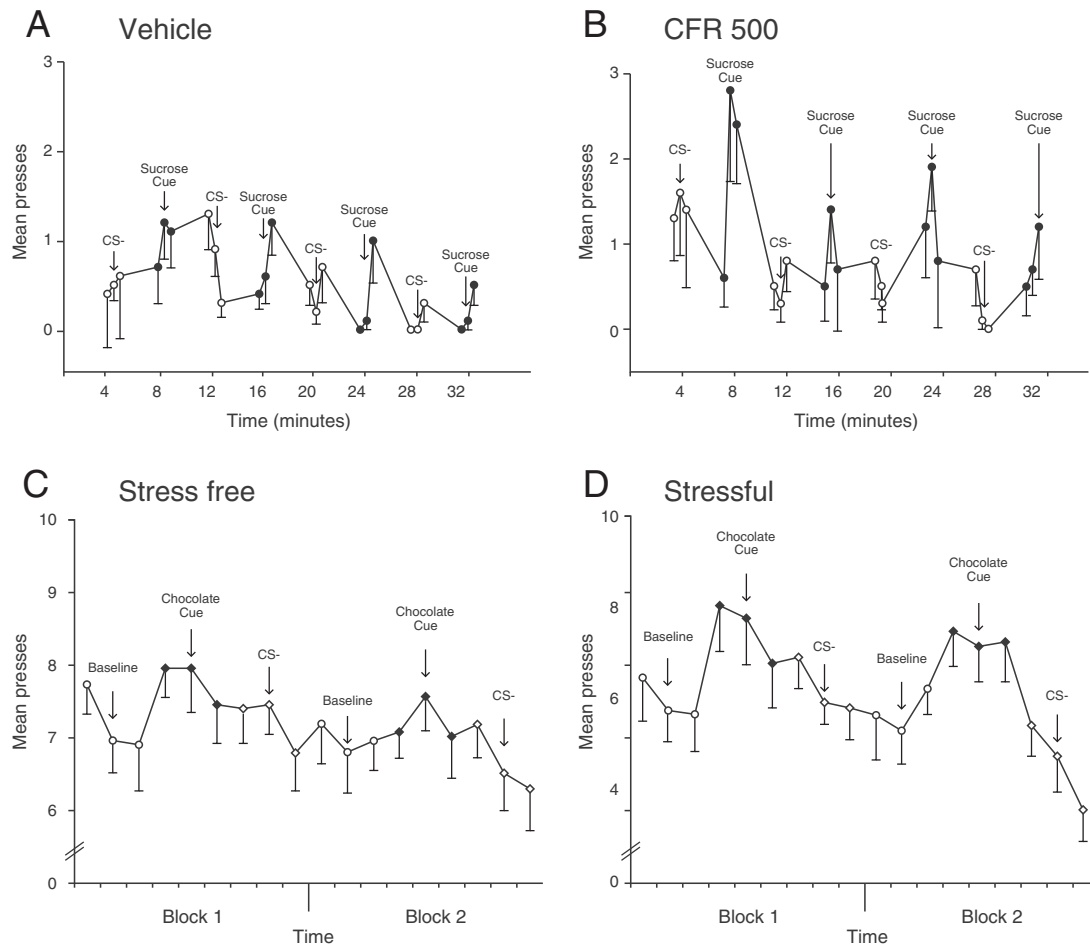 A Vehicle
3
2
1
0
Mean presses
CS-
Sucrose
Cue
CS-
Sucrose
Cue
CS-
Sucrose
Cue
CS-
Sucrose
Cue
4 8 12 16 20 24 28 32
Time (minutes)
B CFR 500
3
2
1
0
Mean presses
CS-
Sucrose
Cue
CS-
Sucrose
Cue
CS-
Sucrose
Cue
CS-
Sucrose
Cue
4 8 12 16 20 24 28 32
Time (minutes)
C Stress free
10
9
8
7
6
0
Mean presses
Baseline
Chocolate
Cue
CS-
Baseline
Chocolate
Cue
CS-
Block 1 Block 2
Time
D Stressful
10
8
6
4
0
Mean presses
Baseline
Chocolate
Cue
CS-
Baseline
Chocolate
Cue
CS-
Block 1 Block 2
Time